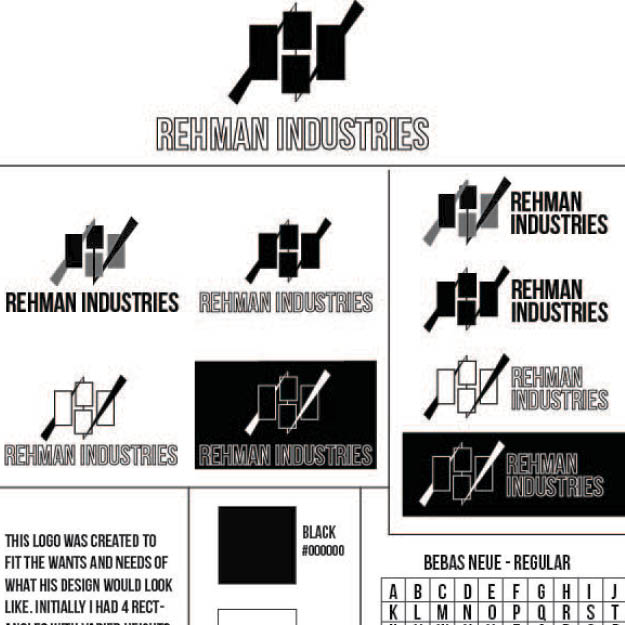 REHMAN INDUSTRIES
REHMAN INDUSTRIES
REHMAN INDUSTRIES
REHMAN INDUSTRIES
REHMAN INDUSTRIES
REHMAN
INDUSTRIES
REHMAN
INDUSTRIES
REHMAN
INDUSTRIES
REHMAN
INDUSTRIES
THIS LOGO WAS CREATED TO
FIT THE WANTS AND NEEDS OF
WHAT HIS DESIGN WOULD LOOK
LIKE. INITIALLY I HAD 4 RECT-
BLACK
#000000
BEBAS NEUE - REGULAR
A B C D E F G H I J
K L M N O P Q R S T